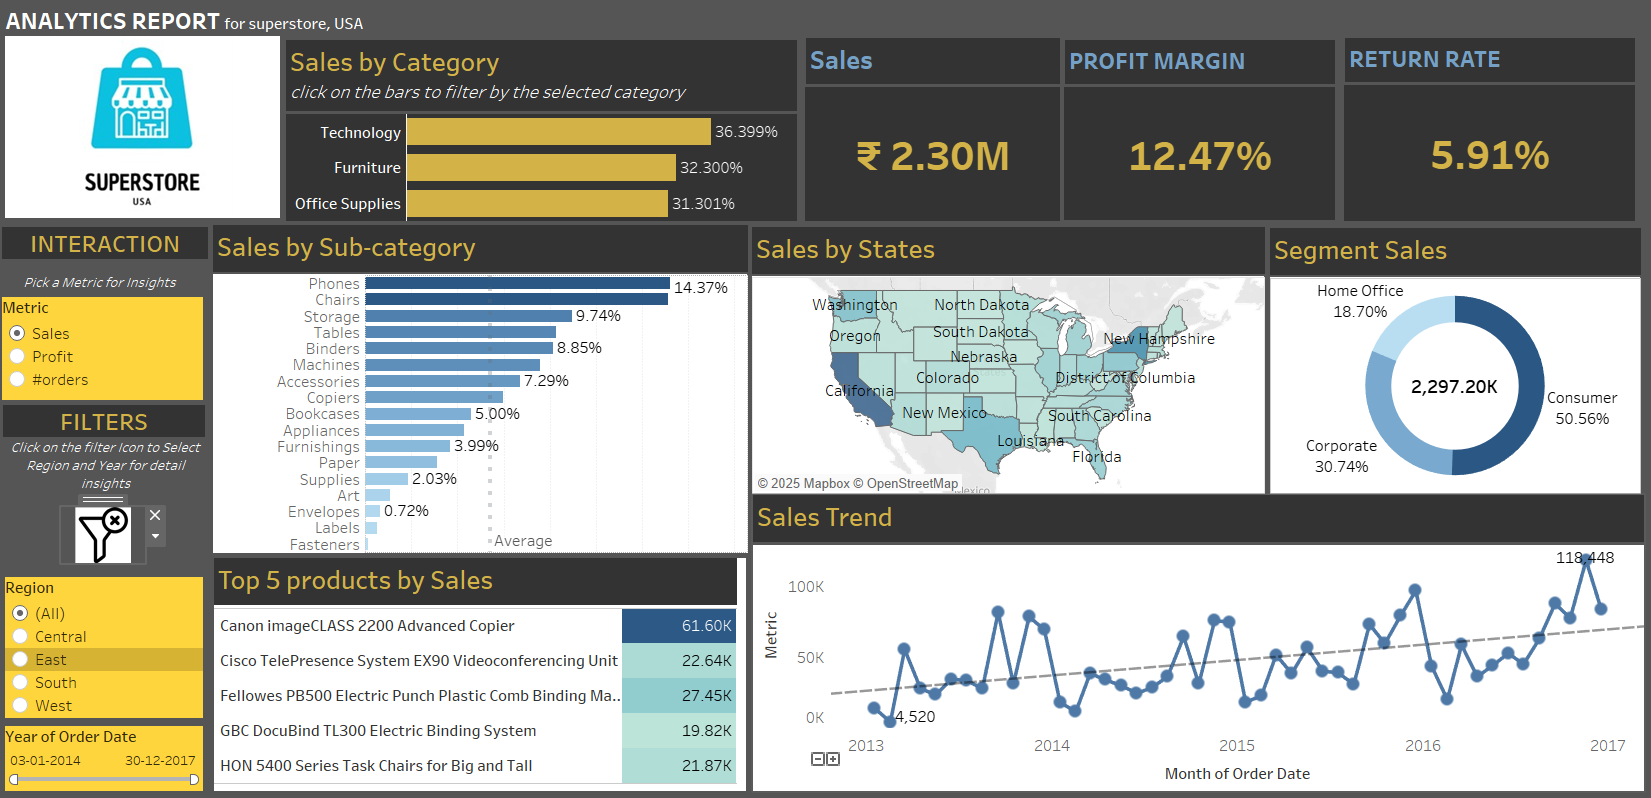 ANALYTICS REPORT for superstore, USA
SUPERSTORE
USA
Sales by Category
click on the bars to filter by the selected category
Technology 36.399%
Furniture 32.300%
Office Supplies 31.301%
Sales
₹ 2.30M
PROFIT MARGIN
12.47%
RETURN RATE
5.91%
INTERACTION
Pick a Metric for Insights
Metric
Sales
Profit
#orders
FILTERS
Click on the filter Icon to Select
Region and Year for detail
insights
Region
(All)
Central
East
South
West
Year of Order Date
03-01-2014 30-12-2017
Sales by Sub-category
Phones 14.37%
Chairs
Storage 9.74%
Tables
Binders 8.85%
Machines
Accessories 7.29%
Copiers
Bookcases 5.00%
Appliances
Furnishings 3.99%
Paper
Supplies 2.03%
Art
Envelopes 0.72%
Labels
Fasteners
Average
Top 5 products by Sales
Canon imageCLASS 2200 Advanced Copier 61.60K
Cisco TelePresence System EX90 Videoconferencing Unit 22.64K
Fellowes PB500 Electric Punch Plastic Comb Binding Ma.. 27.45K
GBC DocuBind TL300 Electric Binding System 19.82K
HON 5400 Series Task Chairs for Big and Tall 21.87K
Sales by States
Washington North Dakota
Oregon South Dakota New Hampshire
Nebraska
California Colorado District of Columbia
New Mexico South Carolina
Louisiana
Florida
© 2025 Mapbox © OpenStreetMap
Mexico
Segment Sales
Home Office
18.70%
2,297.20K
Consumer
50.56%
Corporate
30.74%
Sales Trend
118,448
100K
50K
0K
Metric
4,520
2013 2014 2015 2016 2017
Month of Order Date